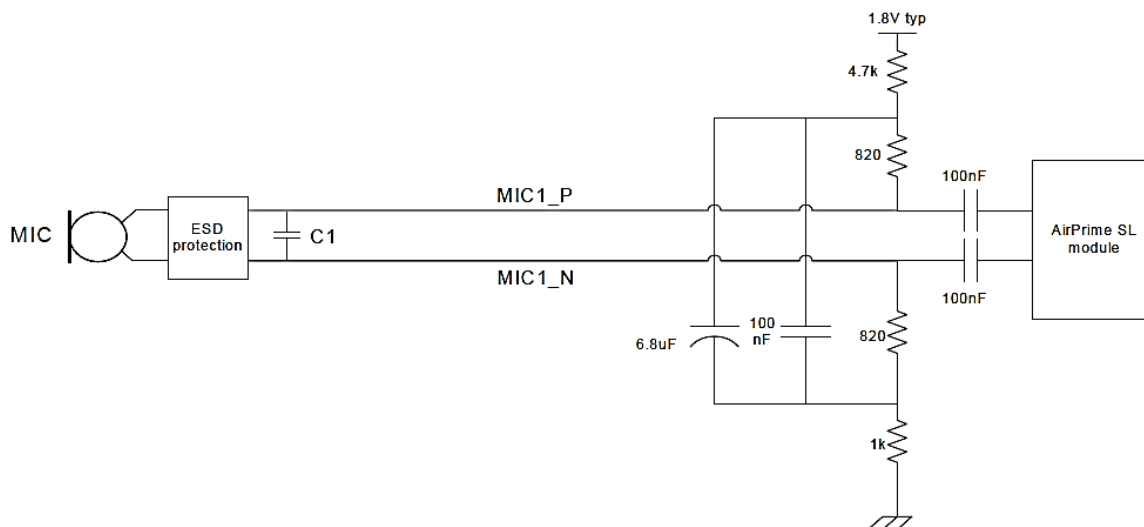 1.8V typ
4.7k
820
100nF
MIC1_P
MIC
ESD
protection
C1
AirPrime SL
module
MIC1_N
100nF
6.8uF
100
nF
820
1k